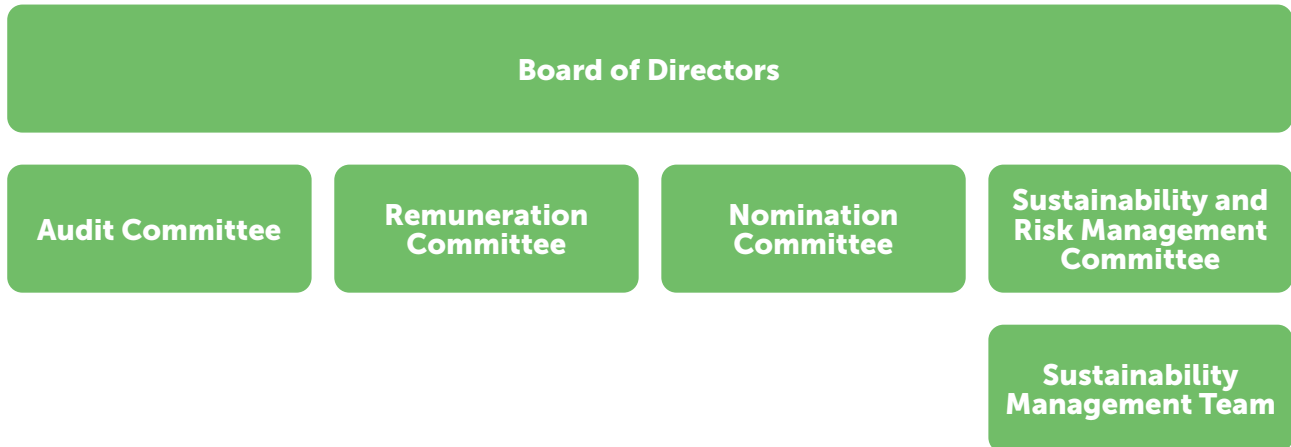 Board of Directors
Audit Committee
Remuneration
Committee
Nomination
Committee
Sustainability and
Risk Management
Committee
Sustainability
Management Team